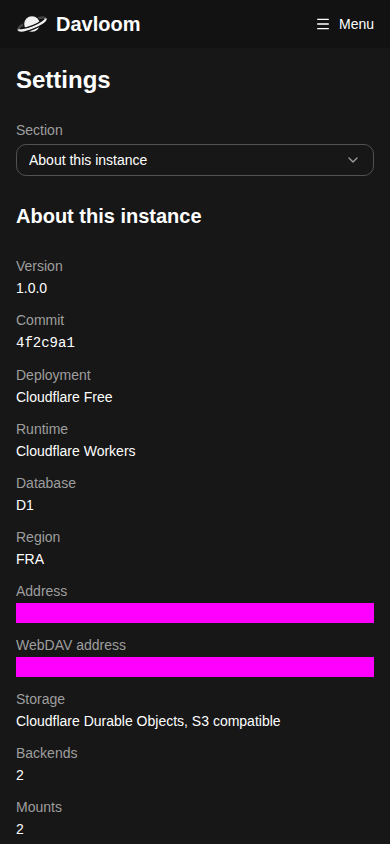 Davloom
Menu
Settings
Section
About this instance
About this instance
Version
1.0.0
Commit
4f2c9a1
Deployment
Cloudflare Free
Runtime
Cloudflare Workers
Database
D1
Region
FRA
Address
WebDAV address
Storage
Cloudflare Durable Objects, S3 compatible
Backends
2
Mounts
2